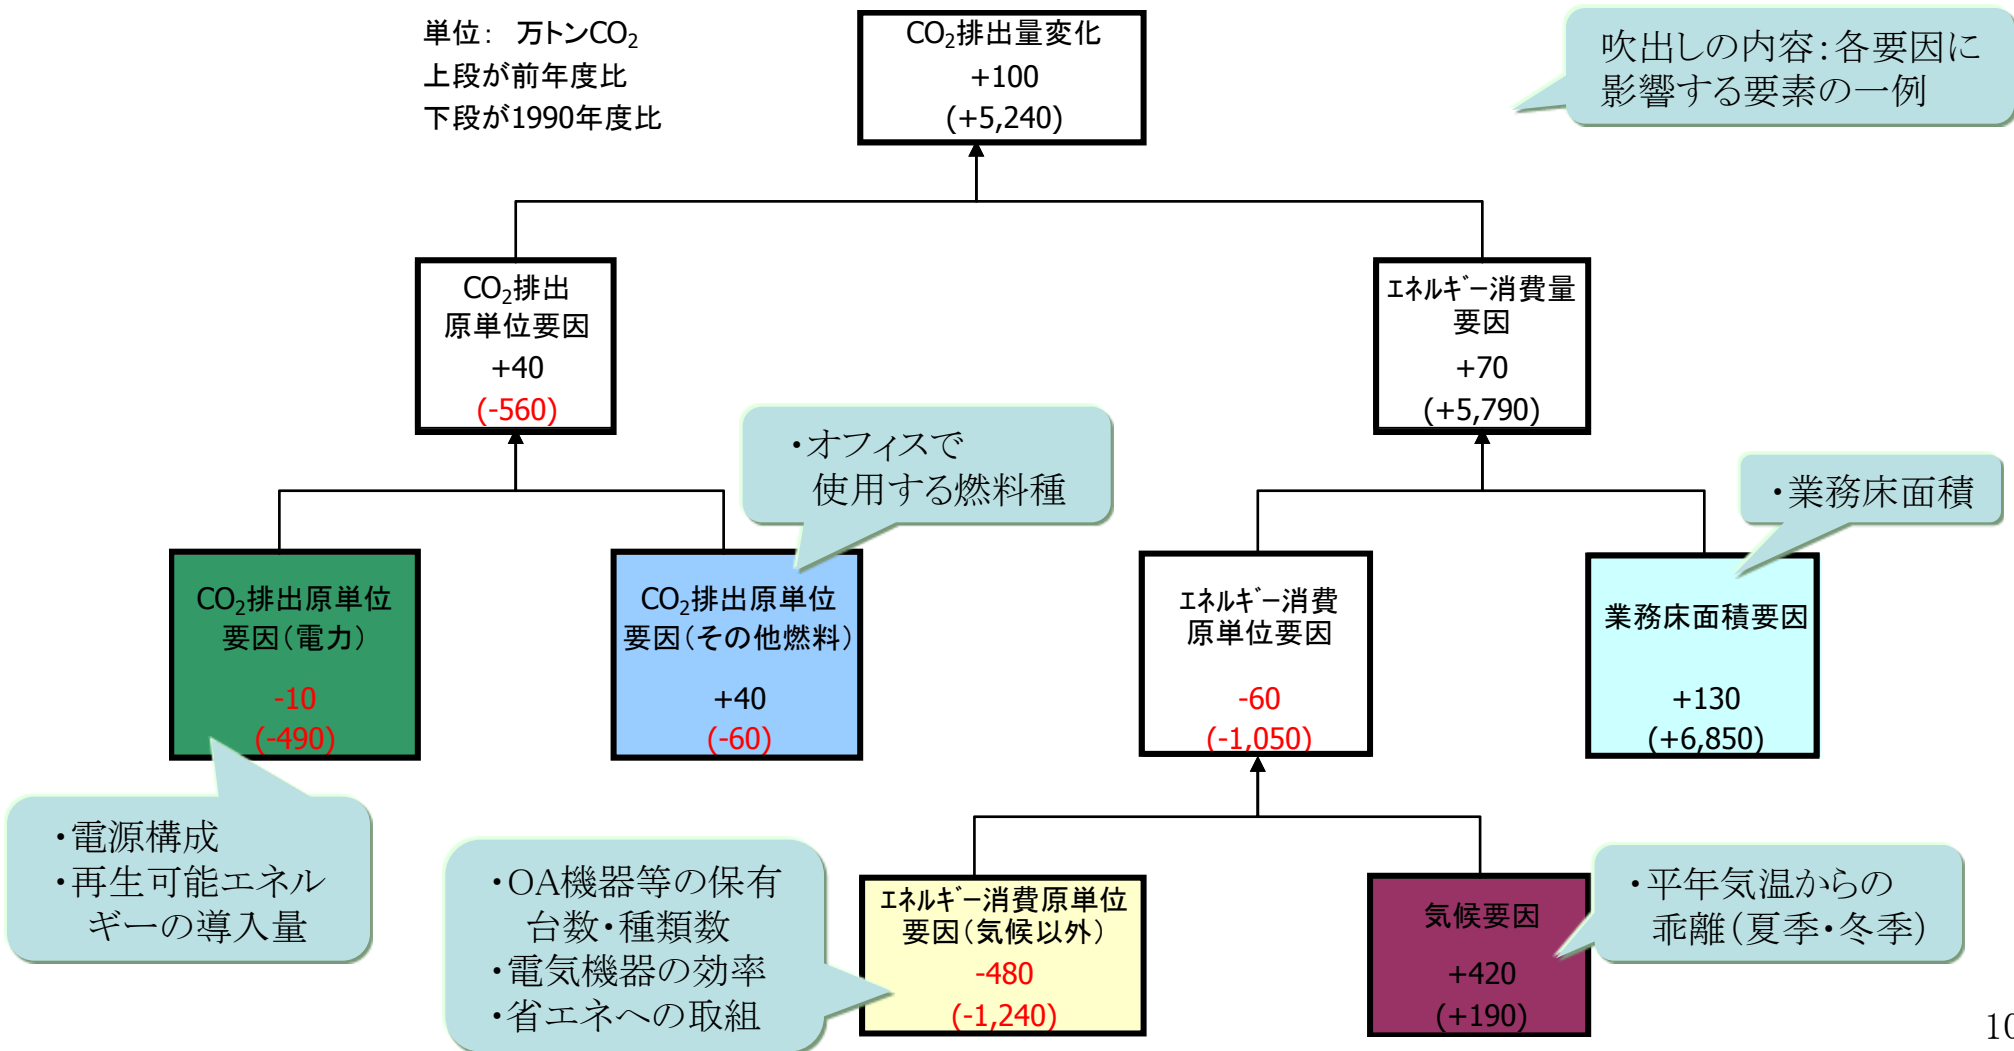 単位： 万トンCO₂
上段が前年度比
下段が1990年度比
CO₂排出量変化
+100
(+5,240)
吹出しの内容：各要因に
影響する要素の一例
CO₂排出
原単位要因
+40
(-560)
ｴﾈﾙｷﾞｰ消費量
要因
+70
(+5,790)
・オフィスで
使用する燃料種
・業務床面積
CO₂排出原単位
要因（電力）
-10
(-490)
CO₂排出原単位
要因（その他燃料）
+40
(-60)
ｴﾈﾙｷﾞｰ消費
原単位要因
-60
(-1,050)
業務床面積要因
+130
(+6,850)
・電源構成
・再生可能エネル
ギーの導入量
・OA機器等の保有
台数・種類数
・電気機器の効率
・省エネへの取組
ｴﾈﾙｷﾞｰ消費原単位
要因（気候以外）
-480
(-1,240)
気候要因
+420
(+190)
・平年気温からの
乖離（夏季・冬季）
10